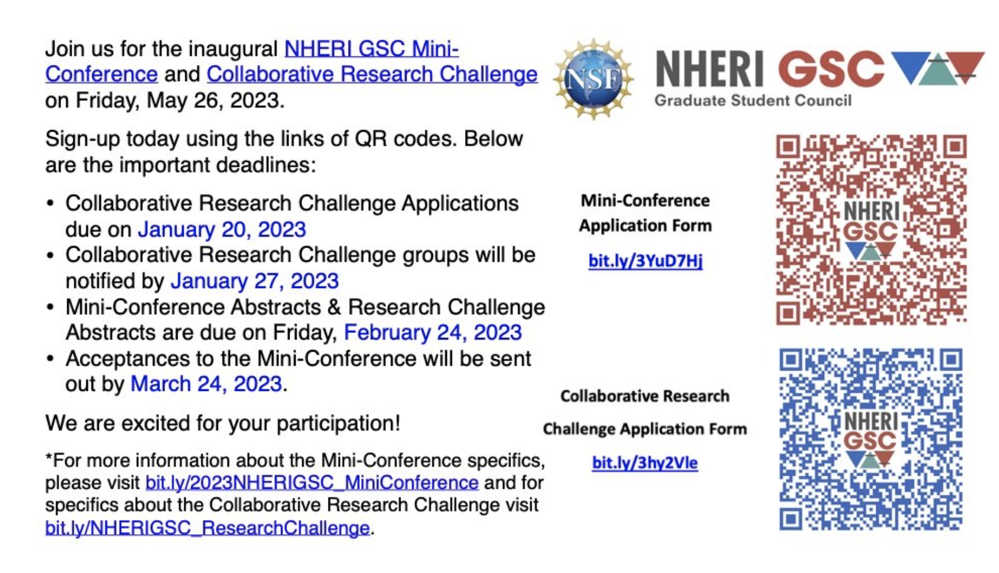 Join us for the inaugural NHERI GSC Mini-
Conference and Collaborative Research Challenge
on Friday, May 26, 2023.
Sign-up today using the links of QR codes. Below
are the important deadlines:
• Collaborative Research Challenge Applications
due on January 20, 2023
• Collaborative Research Challenge groups will be
notified by January 27, 2023
• Mini-Conference Abstracts & Research Challenge
Abstracts are due on Friday, February 24, 2023
• Acceptances to the Mini-Conference will be sent
out by March 24, 2023.
We are excited for your participation!
*For more information about the Mini-Conference specifics,
please visit bit.ly/2023NHERIGSC_MiniConference and for
specifics about the Collaborative Research Challenge visit
bit.ly/NHERIGSC_ResearchChallenge.
NSF
NHERI GSC
Graduate Student Council
Mini-Conference
Application Form
bit.ly/3YuD7Hj
NHERI
GSC
Collaborative Research
Challenge Application Form
bit.ly/3hy2Vle
NHERI
GSC